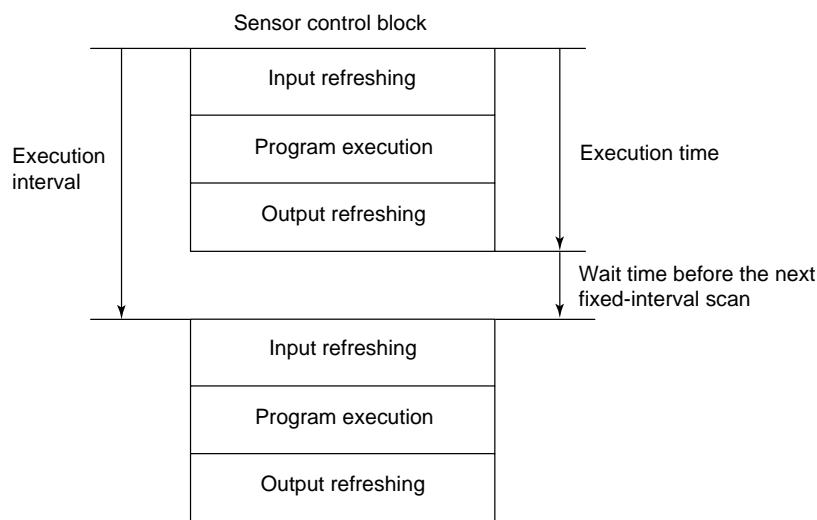 Sensor control block
Input refreshing
Program execution
Output refreshing
Execution
interval
Execution time
Wait time before the next
fixed-interval scan
Input refreshing
Program execution
Output refreshing